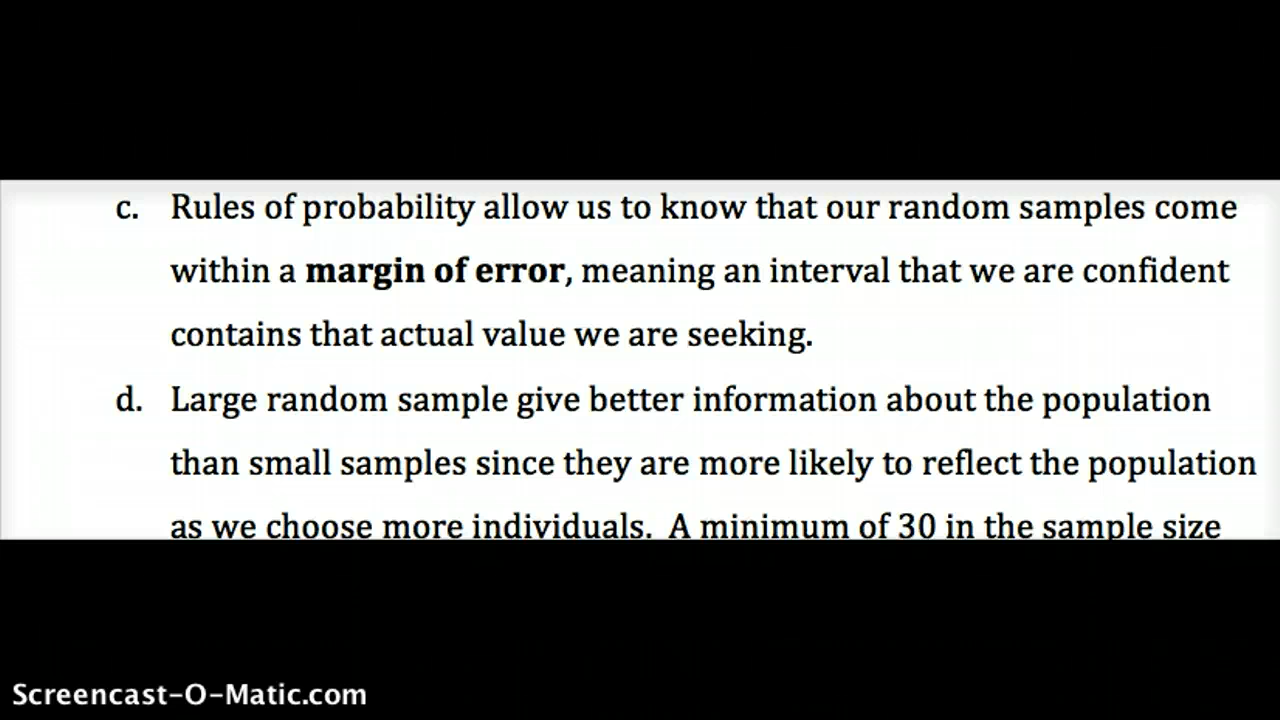 c. Rules of probability allow us to know that our random samples come
within a margin of error, meaning an interval that we are confident
contains that actual value we are seeking.
d. Large random sample give better information about the population
than small samples since they are more likely to reflect the population
as we choose more individuals. A minimum of 30 in the sample size
Screencast-O-Matic.com